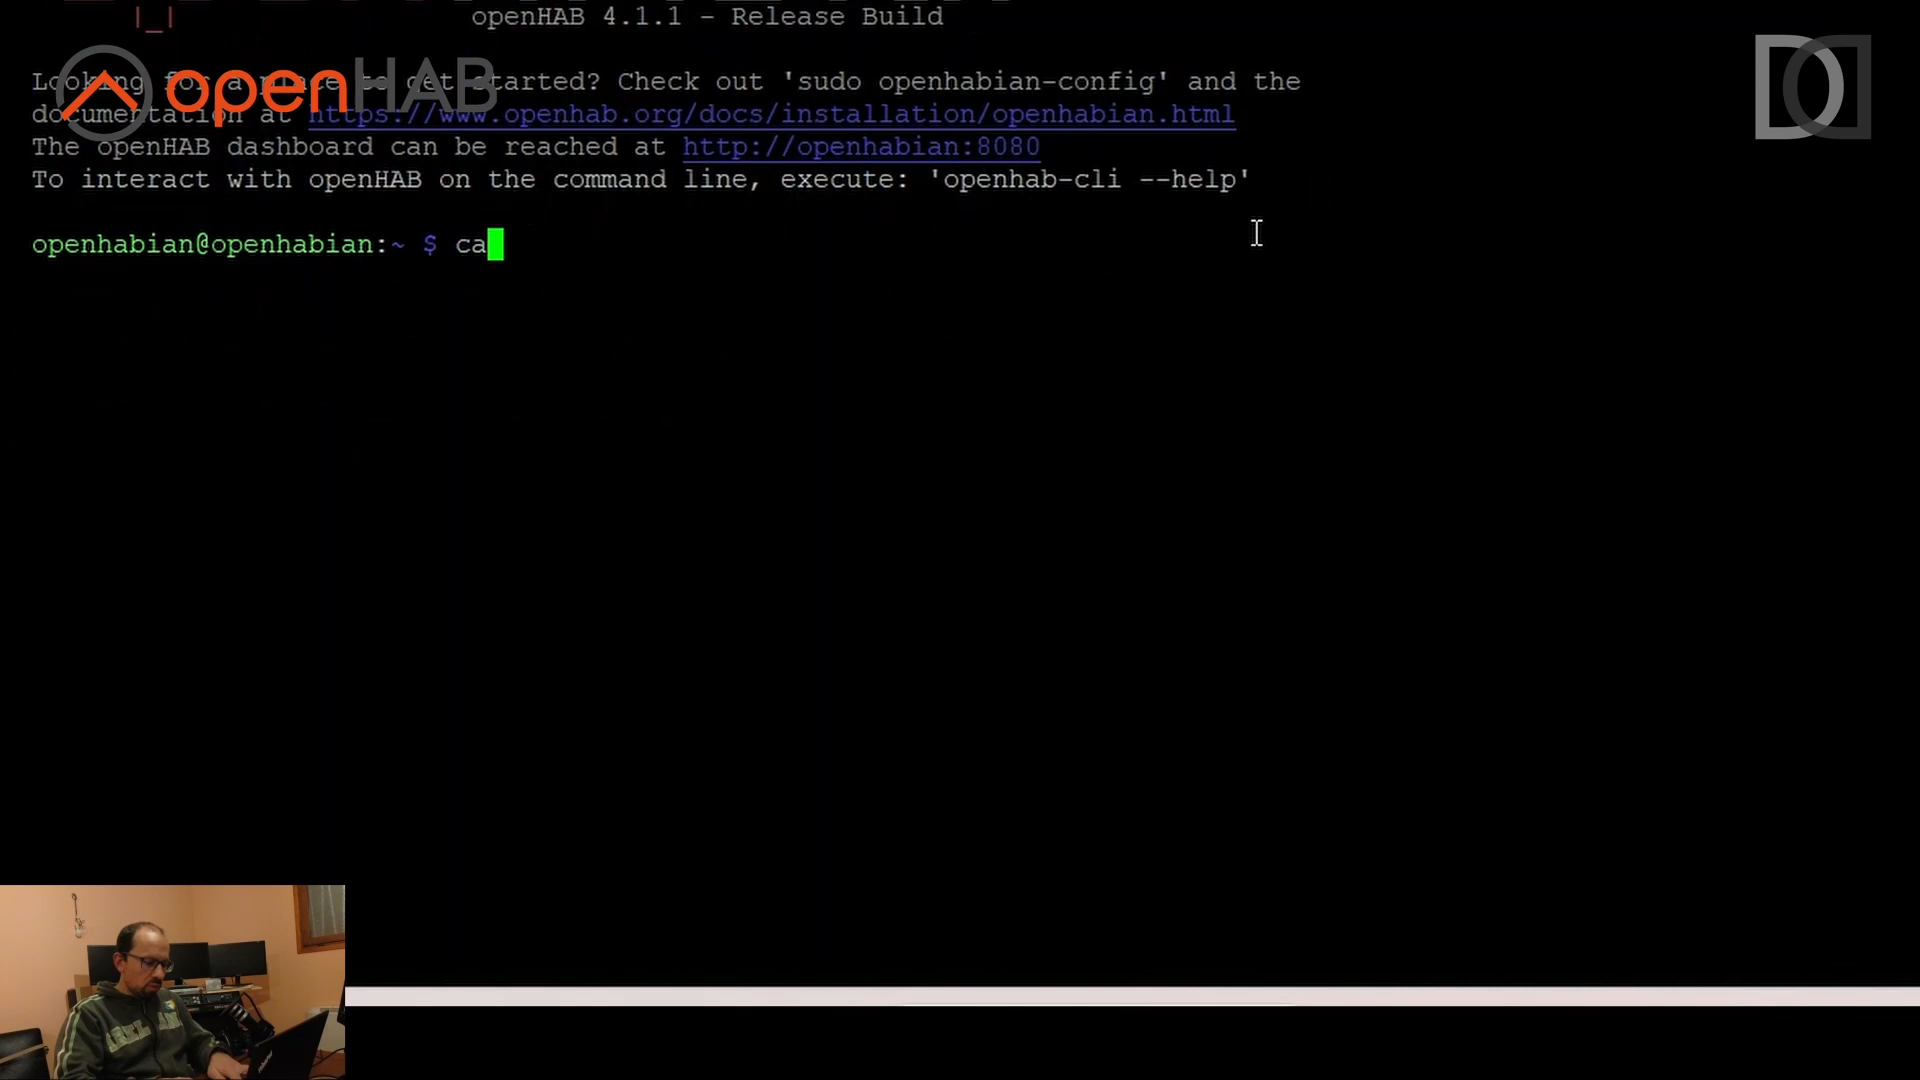 openHAB 4.1.1 - Release Build
Looking for a place to get started? Check out 'sudo openhabian-config' and the
documentation at https://www.openhab.org/docs/installation/openhabian.html
The openHAB dashboard can be reached at http://openhabian:8080
To interact with openHAB on the command line, execute: 'openhab-cli --help'
openhabian@openhabian:~ $ ca
openHAB